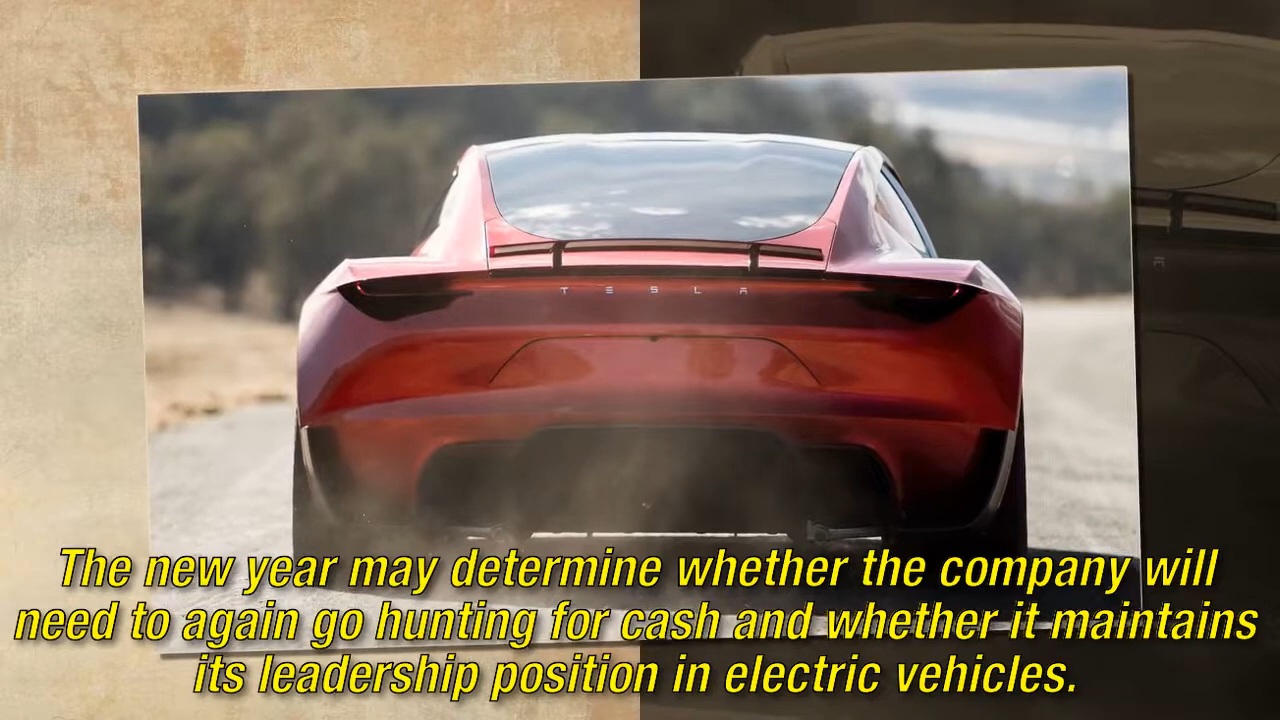 TESLA
The new year may determine whether the company will
need to again go hunting for cash and whether it maintains
its leadership position in electric vehicles.